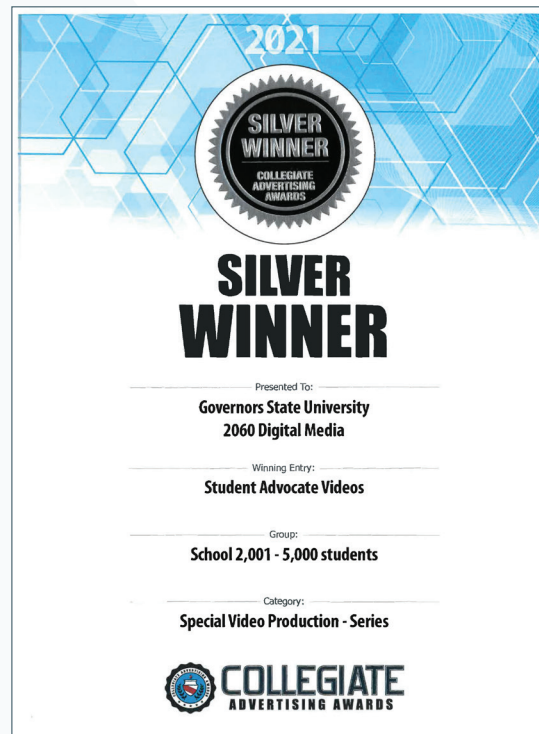 2021
SILVER
WINNER
COLLEGIATE
ADVERTISING
AWARDS
SILVER
WINNER
Presented To:
Governors State University
2060 Digital Media
Winning Entry:
Student Advocate Videos
Group:
School 2,001 - 5,000 students
Category:
Special Video Production - Series
COLLEGIATE
ADVERTISING AWARDS